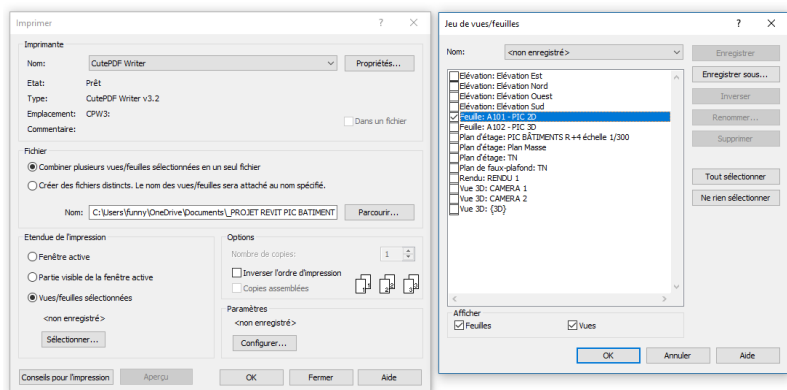 Imprimer
?
Imprimante
Nom: CutePDF Writer Propriétés...
Etat: Prêt
Type: CutePDF Writer v3.2
Emplacement: CPW3:
Commentaire: Dans un fichier
Fichier
Combiner plusieurs vues/feuilles sélectionnées en un seul fichier
Créer des fichiers distincts. Le nom des vues/feuilles sera attaché au nom spécifié.
Nom: C:\Users\funny\OneDrive\Documents\_PROJET REVIT PIC BATIMENT Parcourir...
Etendue de l'impression
Fenêtre active
Partie visible de la fenêtre active
Vues/feuilles sélectionnées
<non enregistré>
Sélectionner...
Options
Nombre de copies: 1
Inverser l'ordre d'impression
Copies assemblées
1 1 2 2 3 3
Paramètres
<non enregistré>
Configurer...
Conseils pour l'impression Aperçu OK Fermer Aide
Jeu de vues/feuilles
?
Nom: <non enregistré>
Elévation: Elévation Est
Elévation: Elévation Nord
Elévation: Elévation Ouest
Elévation: Elévation Sud
Feuille: A101 - PIC 2D
Feuille: A102 - PIC 3D
Plan d'étage: PIC BÂTIMENTS R+4 échelle 1/300
Plan d'étage: Plan Masse
Plan d'étage: TN
Plan de faux-plafond: TN
Rendu: RENDU 1
Vue 3D: CAMERA 1
Vue 3D: CAMERA 2
Vue 3D: {3D}
Enregistrer
Enregistrer sous...
Inverser
Renommer...
Supprimer
Tout sélectionner
Ne rien sélectionner
Afficher
Feuilles Vues
OK Annuler Aide